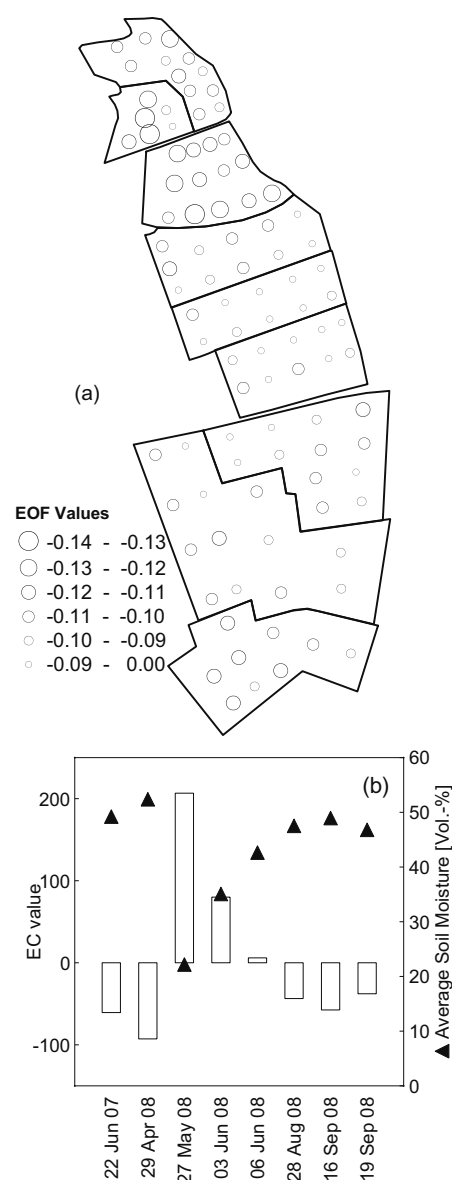 (a)
EOF Values
-0.14 - -0.13
-0.13 - -0.12
-0.12 - -0.11
-0.11 - -0.10
-0.10 - -0.09
-0.09 - 0.00
(b)
200
100
0
-100
EC value
60
50
40
30
20
10
0
▲ Average Soil Moisture [Vol.-%]
22 Jun 07
29 Apr 08
27 May 08
03 Jun 08
06 Jun 08
28 Aug 08
16 Sep 08
19 Sep 08